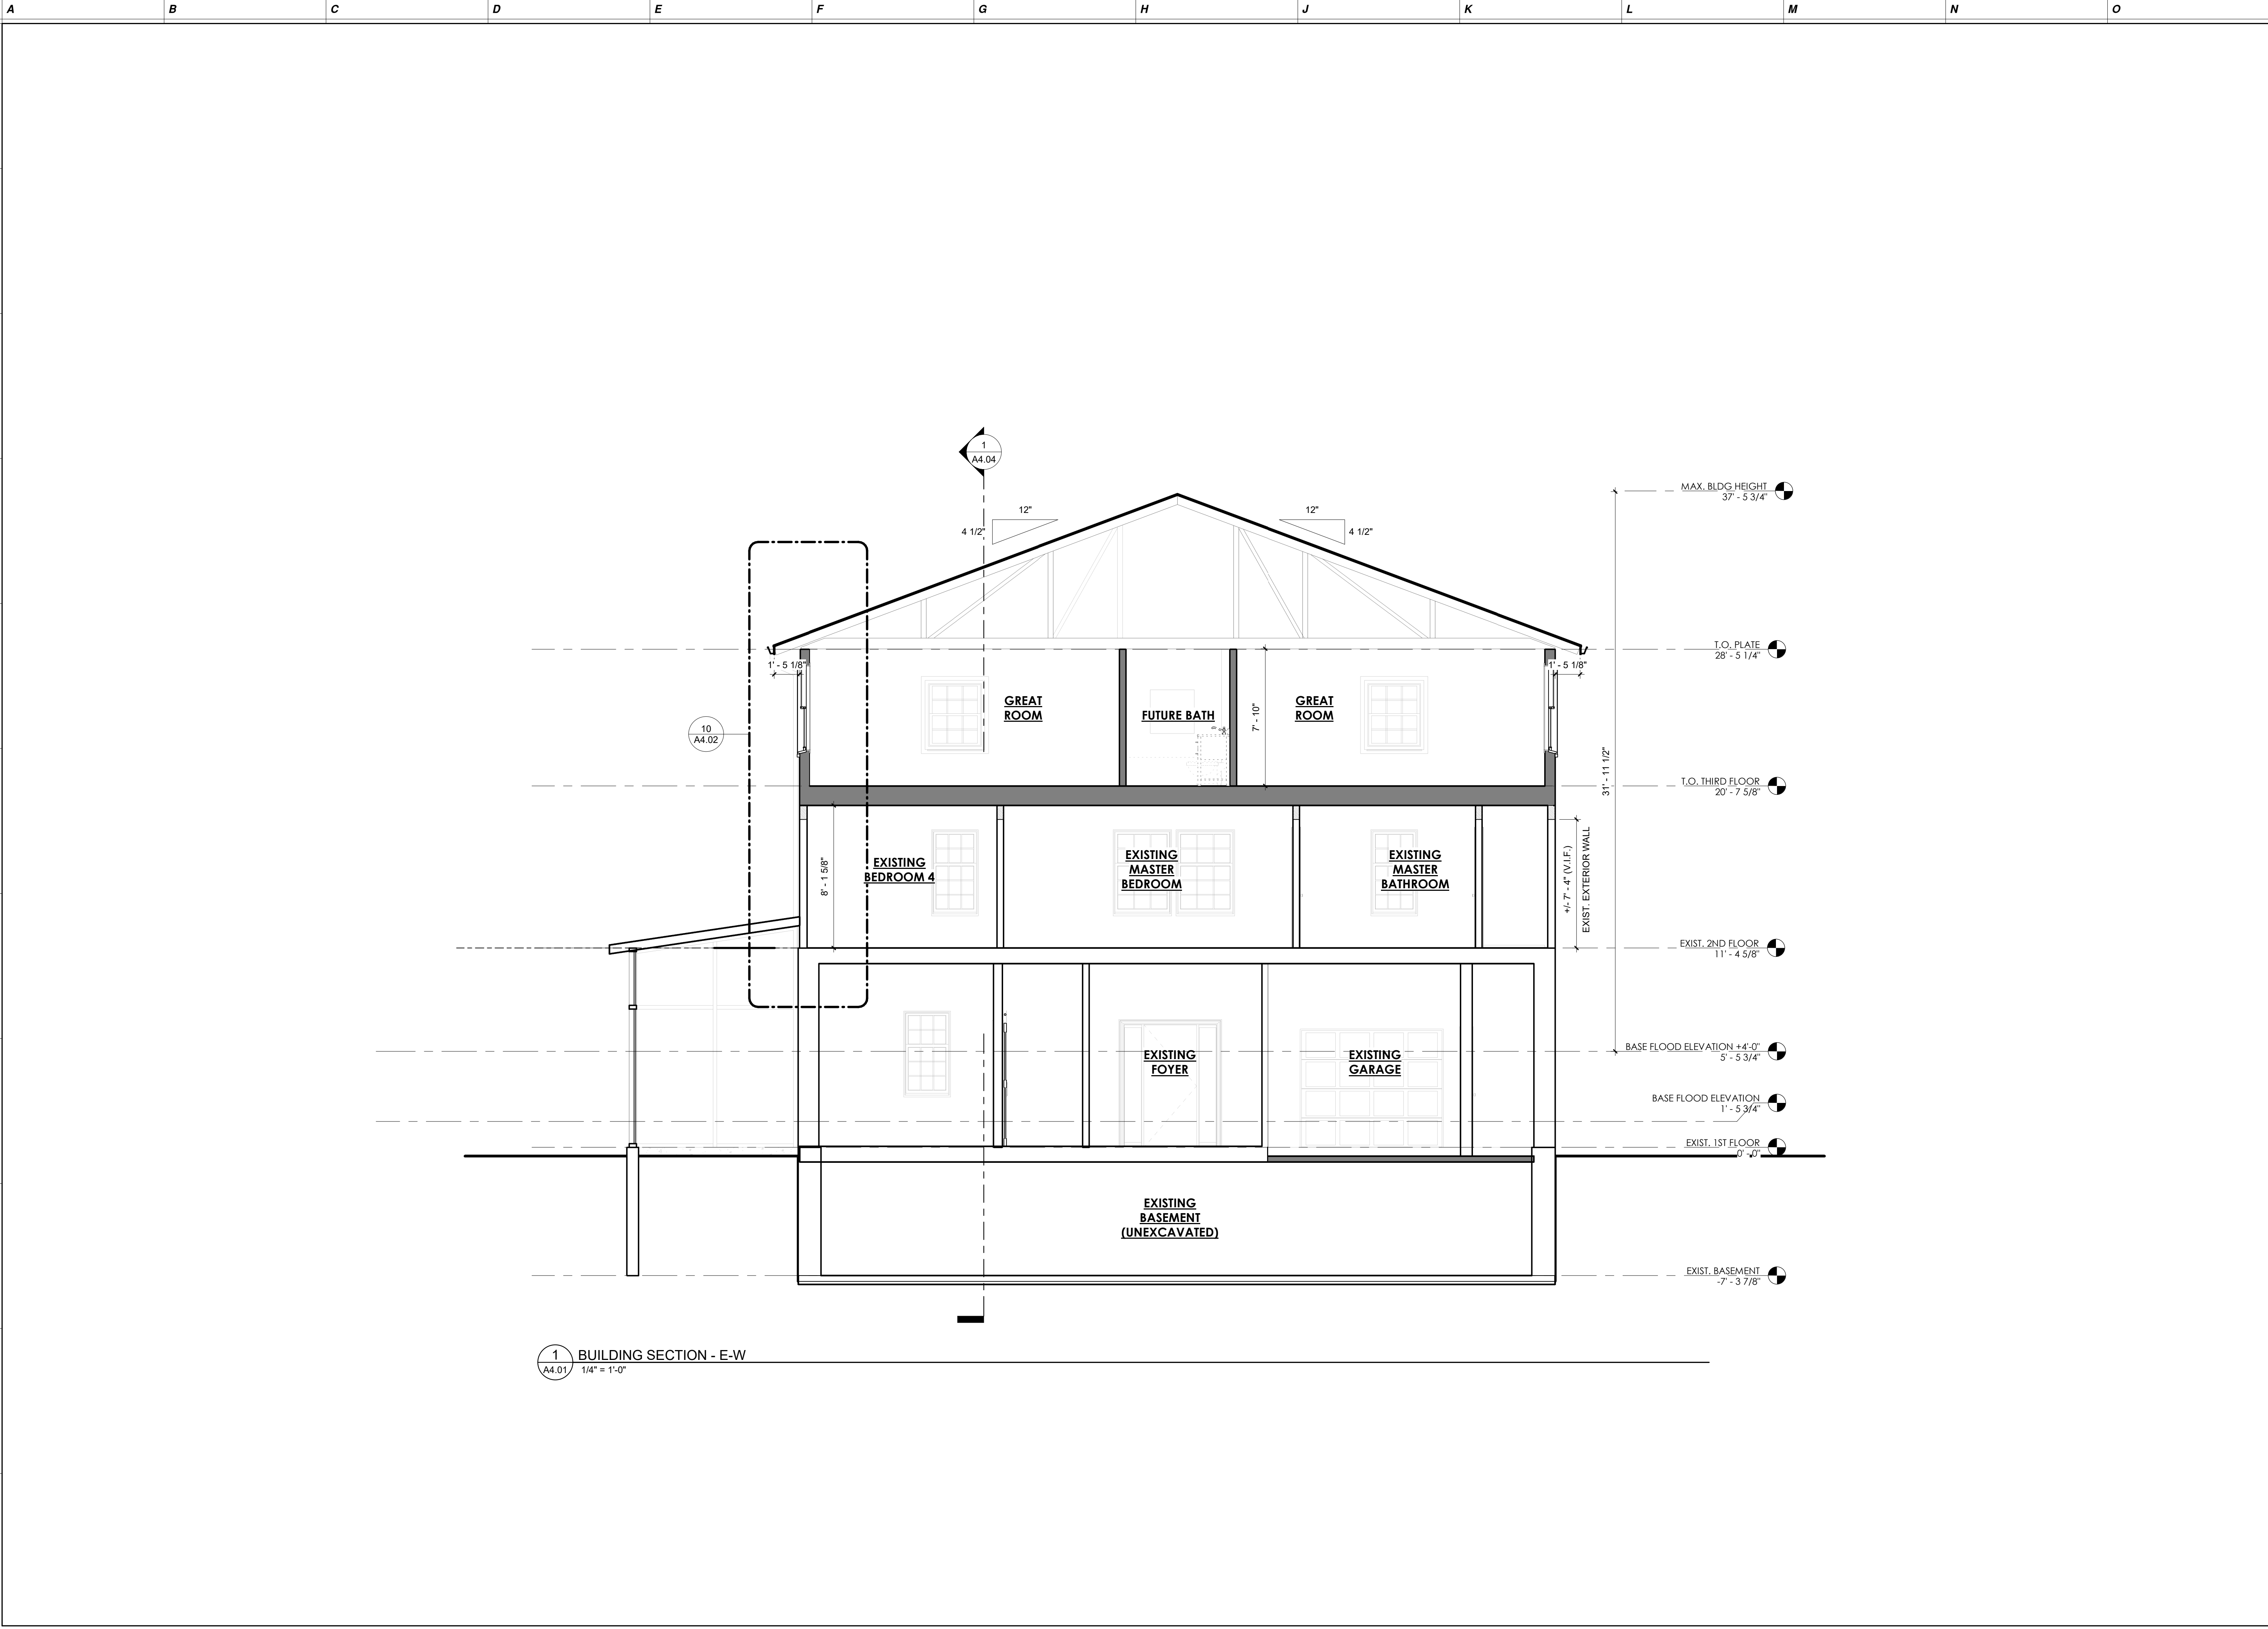 A B C D E F G H J K L M N O
1
A4.04
MAX. BLDG HEIGHT
37' - 5 3/4"
12"
4 1/2"
12"
4 1/2"
T.O. PLATE
28' - 5 1/4"
1' - 5 1/8"
1' - 5 1/8"
GREAT
ROOM
FUTURE BATH
7' - 10"
GREAT
ROOM
10
A4.02
31' - 11 1/2"
T.O. THIRD FLOOR
20' - 7 5/8"
8' - 1 5/8"
EXISTING
BEDROOM 4
EXISTING
MASTER
BEDROOM
EXISTING
MASTER
BATHROOM
+/- 7' - 4" (V.I.F.)
EXIST. EXTERIOR WALL
EXIST. 2ND FLOOR
11' - 4 5/8"
EXISTING
FOYER
EXISTING
GARAGE
BASE FLOOD ELEVATION +4'-0"
5' - 5 3/4"
BASE FLOOD ELEVATION
1' - 5 3/4"
EXIST. 1ST FLOOR
0' - 0"
EXISTING
BASEMENT
(UNEXCAVATED)
EXIST. BASEMENT
-7' - 3 7/8"
1
A4.01
BUILDING SECTION - E-W
1/4" = 1'-0"